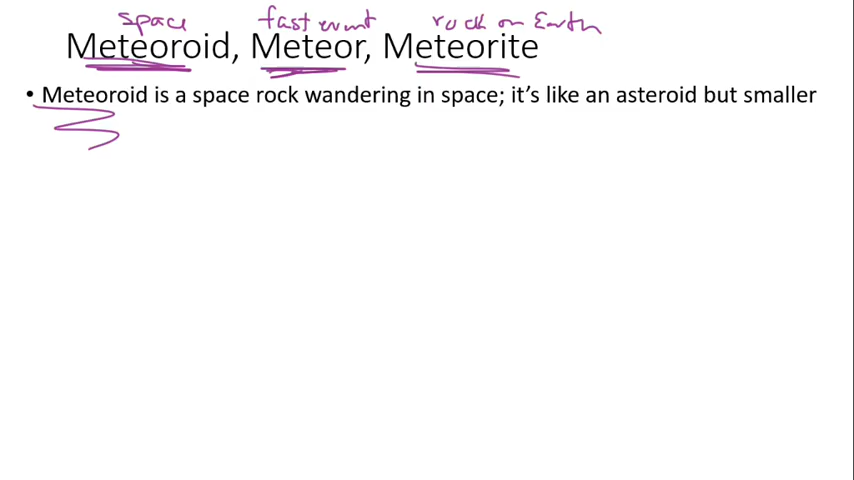 space fast event rock on Earth
Meteoroid, Meteor, Meteorite
• Meteoroid is a space rock wandering in space; it's like an asteroid but smaller